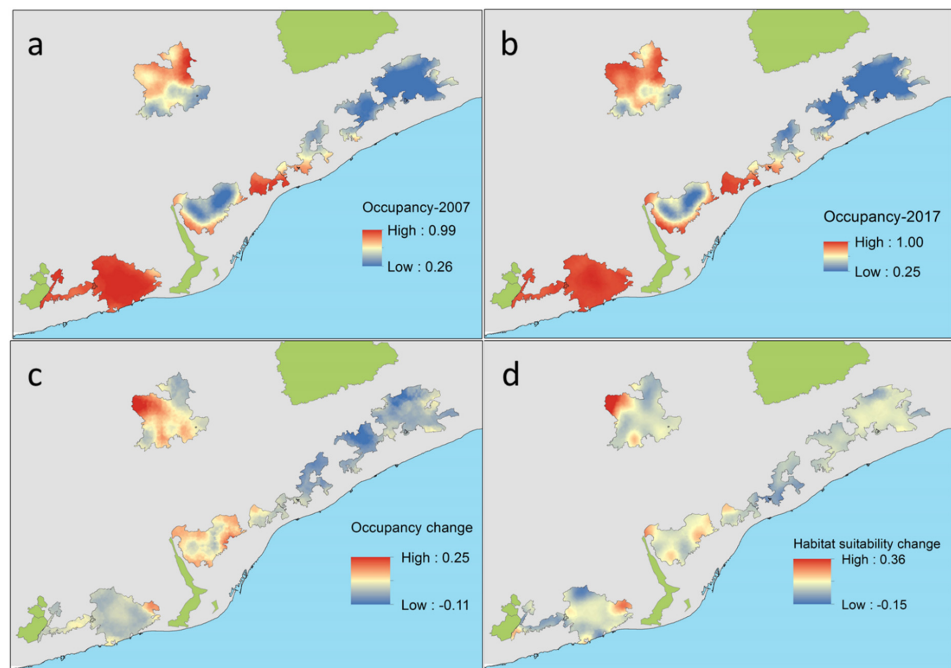 a
Occupancy-2007
High : 0.99
Low : 0.26
b
Occupancy-2017
High : 1.00
Low : 0.25
c
Occupancy change
High : 0.25
Low : -0.11
d
Habitat suitability change
High : 0.36
Low : -0.15